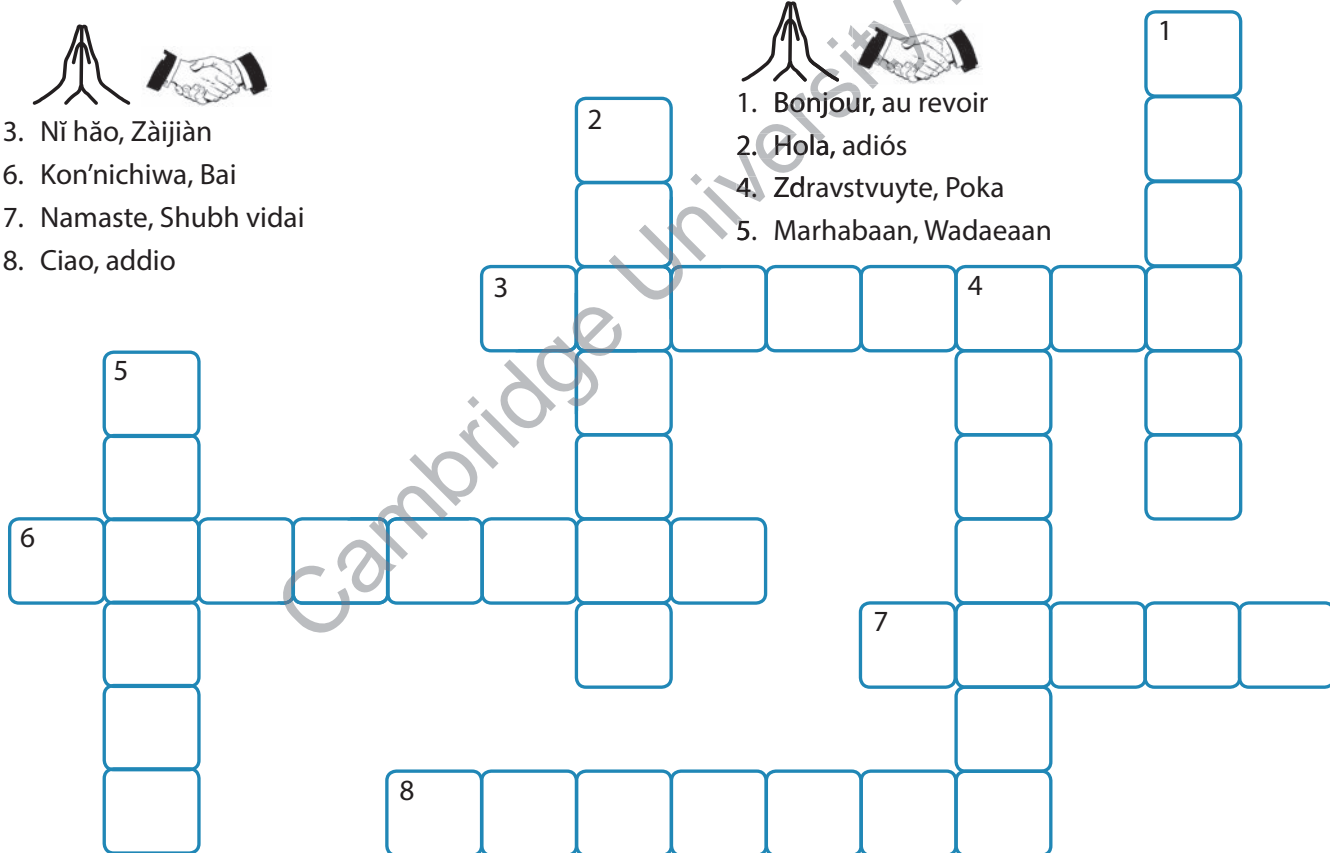 3. Nǐ hǎo, Zàijiàn
6. Kon’nichiwa, Bai
7. Namaste, Shubh vidai
8. Ciao, addio
1. Bonjour, au revoir
2. Hola, adiós
4. Zdravstvuyte, Poka
5. Marhabaan, Wadaeaan
1
2
3
4
5
6
7
8
Cambridge University